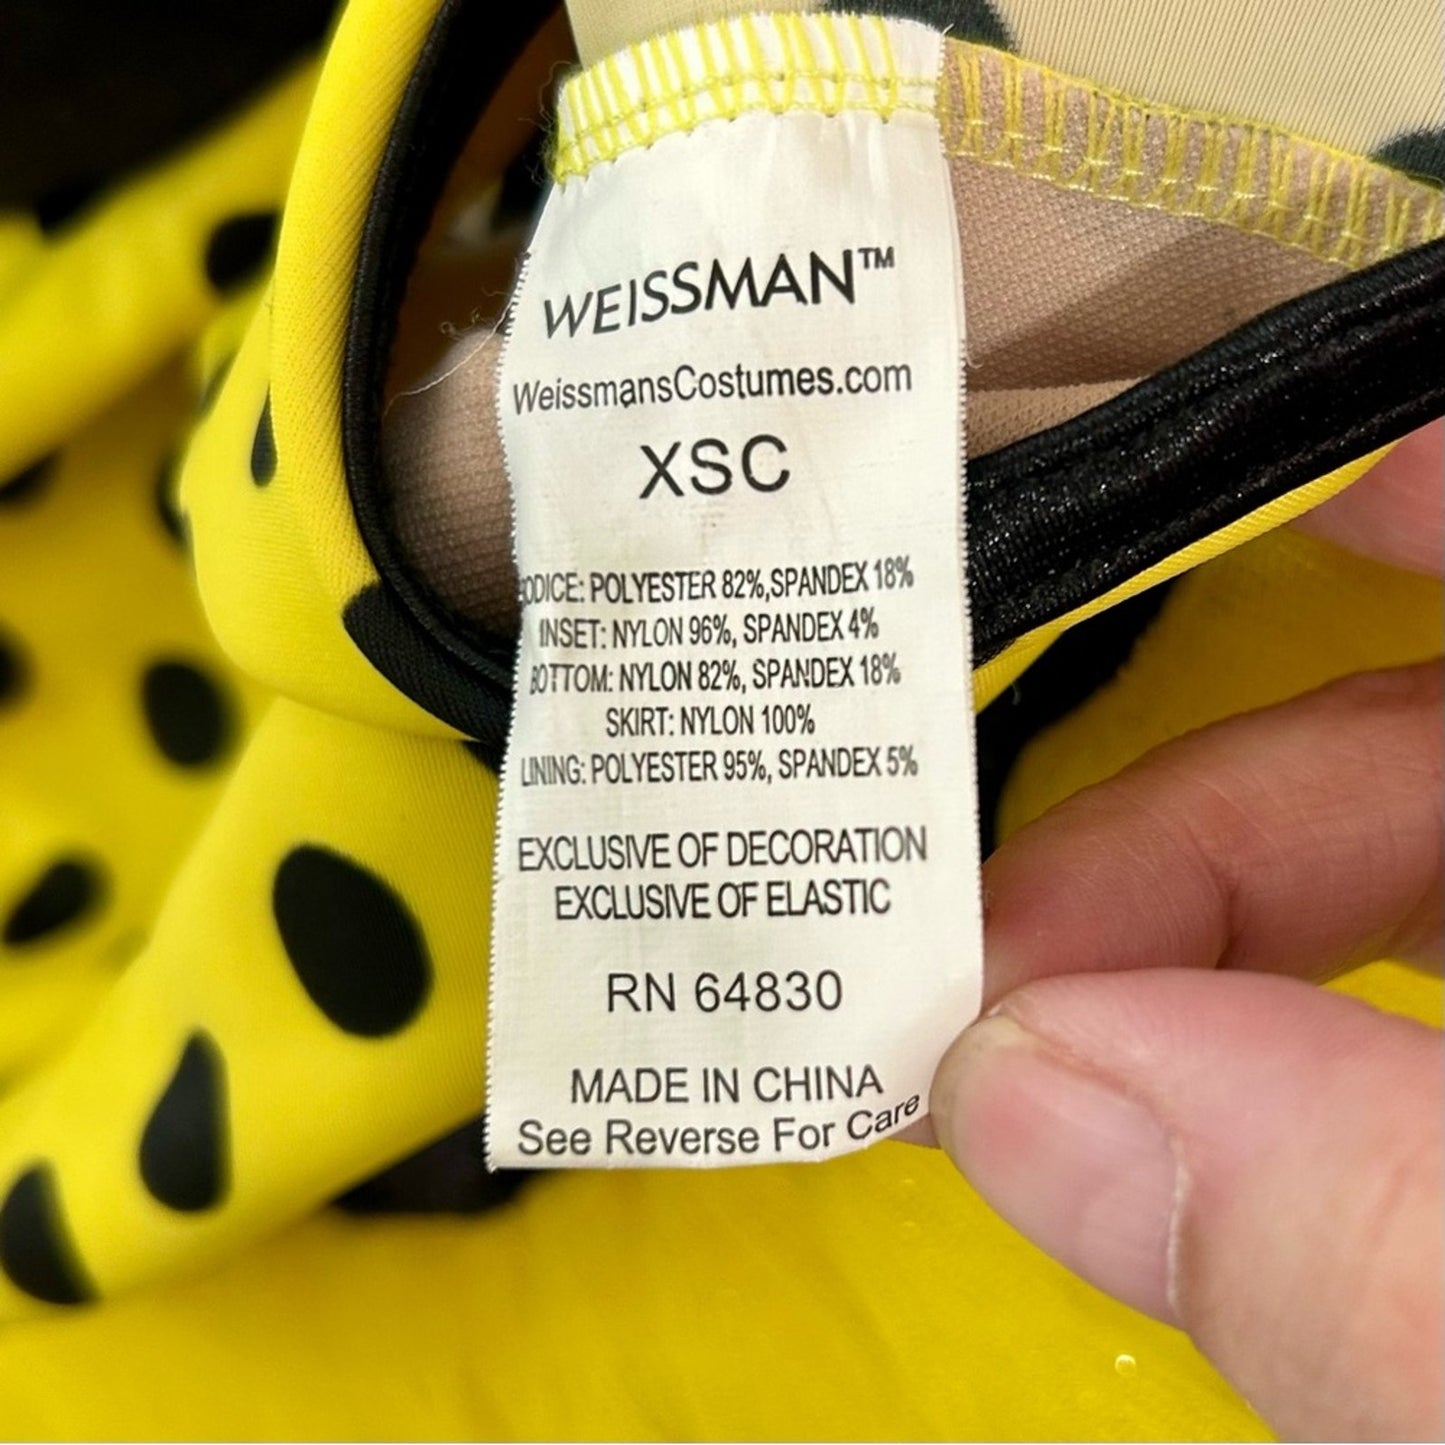 WEISSMAN™
WeissmansCostumes.com
XSC
BODICE: POLYESTER 82%,SPANDEX 18%
INSET: NYLON 96%, SPANDEX 4%
BOTTOM: NYLON 82%, SPANDEX 18%
SKIRT: NYLON 100%
LINING: POLYESTER 95%, SPANDEX 5%
EXCLUSIVE OF DECORATION
EXCLUSIVE OF ELASTIC
RN 64830
MADE IN CHINA
See Reverse For Care